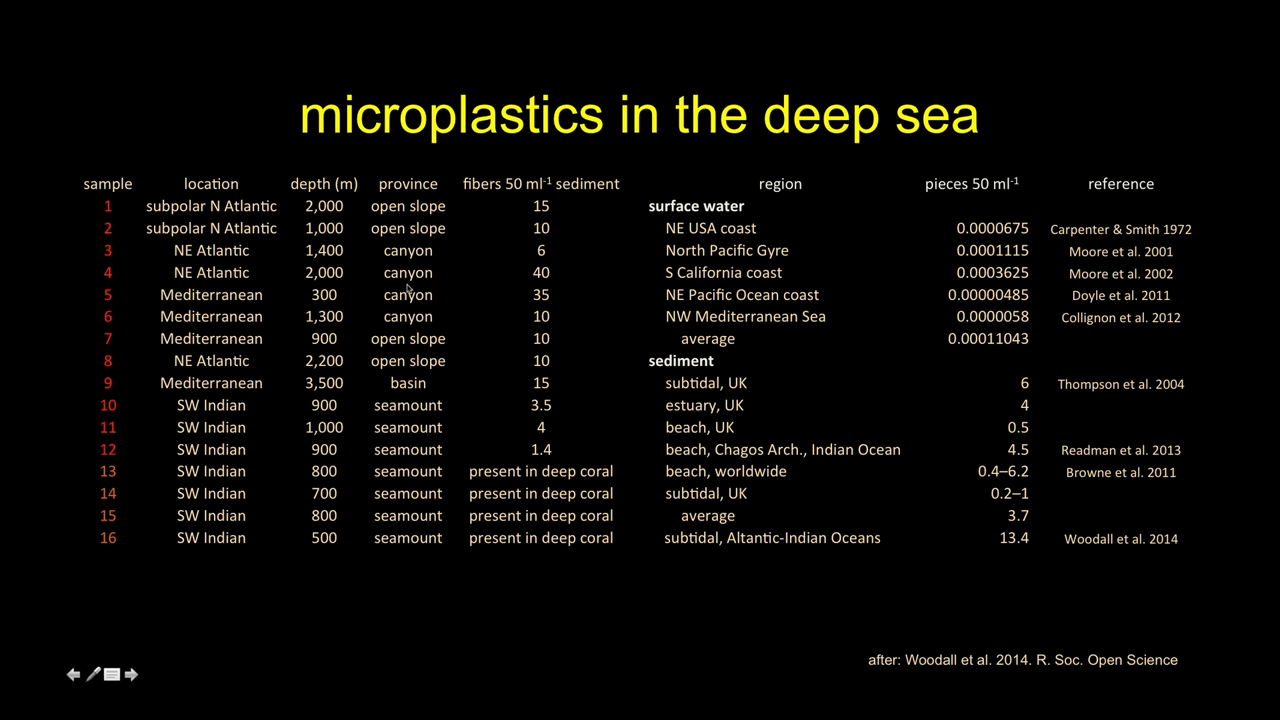 microplastics in the deep sea
sample location depth (m) province fibers 50 ml-1 sediment region pieces 50 ml-1 reference
1 subpolar N Atlantic 2,000 open slope 15 surface water
2 subpolar N Atlantic 1,000 open slope 10 NE USA coast 0.0000675 Carpenter & Smith 1972
3 NE Atlantic 1,400 canyon 6 North Pacific Gyre 0.0001115 Moore et al. 2001
4 NE Atlantic 2,000 canyon 40 S California coast 0.0003625 Moore et al. 2002
5 Mediterranean 300 canyon 35 NE Pacific Ocean coast 0.00000485 Doyle et al. 2011
6 Mediterranean 1,300 canyon 10 NW Mediterranean Sea 0.0000058 Collignon et al. 2012
7 Mediterranean 900 open slope 10 average 0.00011043
8 NE Atlantic 2,200 open slope 10 sediment
9 Mediterranean 3,500 basin 15 subtidal, UK 6 Thompson et al. 2004
10 SW Indian 900 seamount 3.5 estuary, UK 4
11 SW Indian 1,000 seamount 4 beach, UK 0.5
12 SW Indian 900 seamount 1.4 beach, Chagos Arch., Indian Ocean 4.5 Readman et al. 2013
13 SW Indian 800 seamount present in deep coral beach, worldwide 0.4–6.2 Browne et al. 2011
14 SW Indian 700 seamount present in deep coral subtidal, UK 0.2–1
15 SW Indian 800 seamount present in deep coral average 3.7
16 SW Indian 500 seamount present in deep coral subtidal, Altantic-Indian Oceans 13.4 Woodall et al. 2014
after: Woodall et al. 2014. R. Soc. Open Science